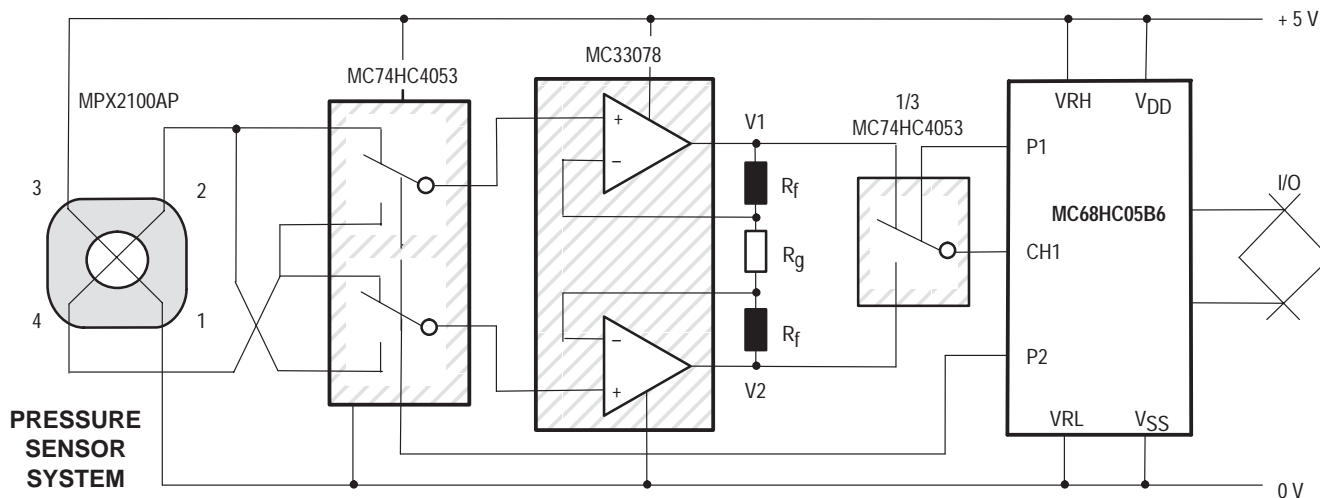 + 5 V
MC33078
MC74HC4053
MPX2100AP
1/3
MC74HC4053
VRH
VDD
V1
P1
+
−
3
2
Rf
I/O
MC68HC05B6
Rg
CH1
4
1
−
Rf
P2
+
V2
PRESSURE
SENSOR
SYSTEM
VRL
VSS
0 V